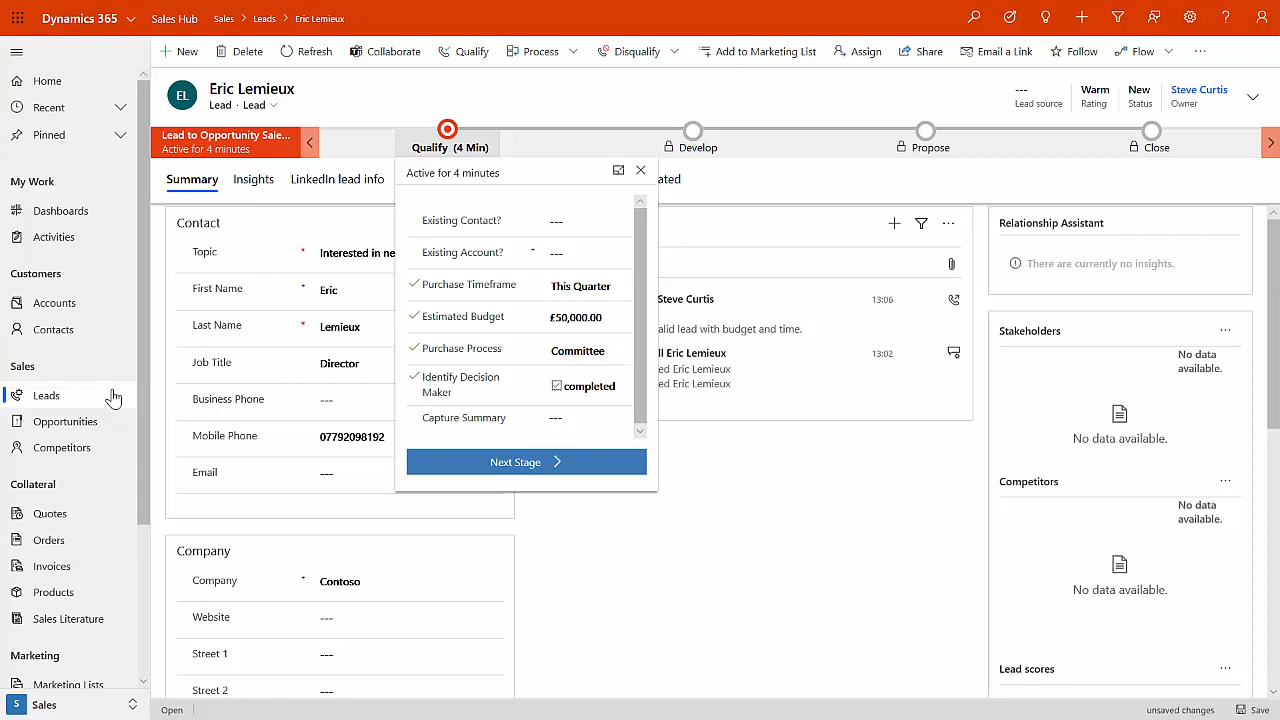 Dynamics 365 Sales Hub Sales Leads Eric Lemieux
Home
Recent
Pinned
My Work
Dashboards
Activities
Customers
Accounts
Contacts
Sales
Leads
Opportunities
Competitors
Collateral
Quotes
Orders
Invoices
Products
Sales Literature
Marketing
Marketing Lists
S Sales
New Delete Refresh Collaborate Qualify Process Disqualify Add to Marketing List Assign Share Email a Link Follow Flow ...
EL
Eric Lemieux
Lead · Lead
---
Lead source
Warm
Rating
New
Status
Steve Curtis
Owner
Lead to Opportunity Sale...
Active for 4 minutes
Qualify (4 Min)
Develop
Propose
Close
Summary Insights LinkedIn lead info
ated
Active for 4 minutes
Existing Contact? ---
Existing Account? + ---
Purchase Timeframe This Quarter
Estimated Budget £50,000.00
Purchase Process Committee
Identify Decision
Maker
completed
Capture Summary ---
Next Stage
Contact
Topic * Interested in ne
First Name + Eric
Last Name * Lemieux
Job Title Director
Business Phone ---
Mobile Phone 07792098192
Email ---
Company
Company + Contoso
Website ---
Street 1 ---
Street 2 ---
Steve Curtis 13:06
alid lead with budget and time.
ll Eric Lemieux 13:02
ed Eric Lemieux
ed Eric Lemieux
Relationship Assistant
There are currently no insights.
Stakeholders ...
No data
available.
No data available.
Competitors ...
No data
available.
No data available.
Lead scores ...
Open
unsaved changes Save